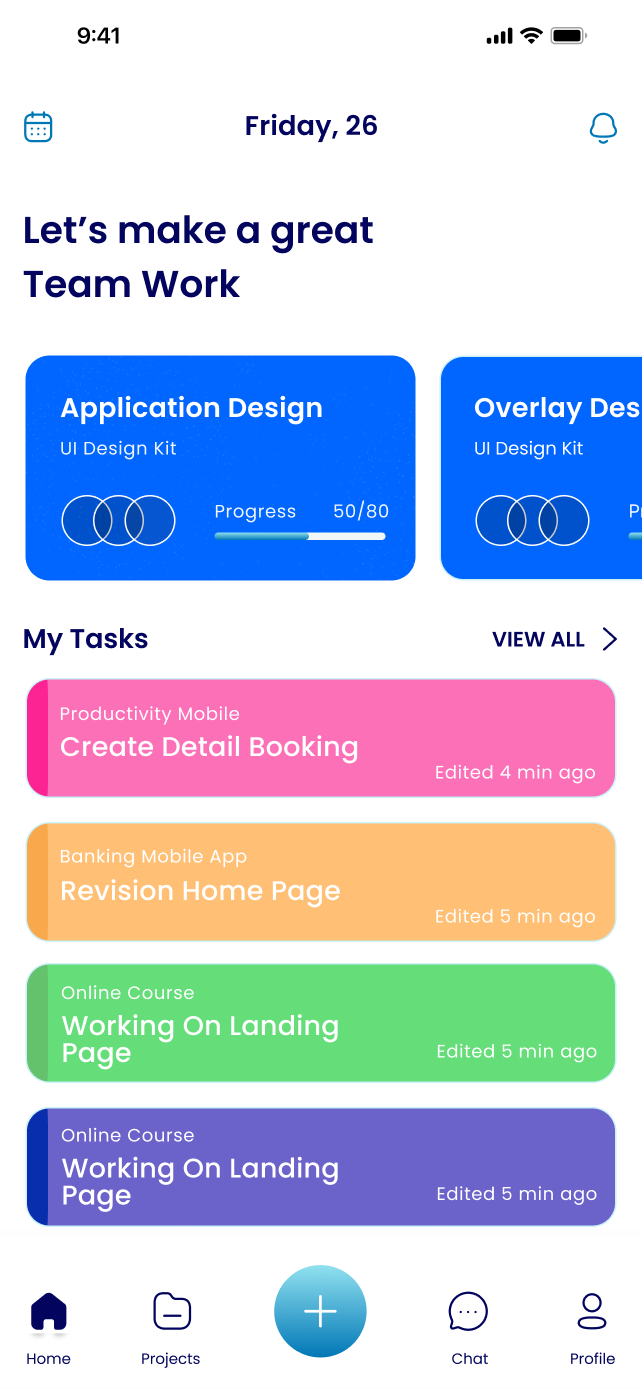 9:41
Friday, 26
Let’s make a great
Team Work
Application Design
UI Design Kit
Progress 50/80
Overlay Des
UI Design Kit
My Tasks
VIEW ALL
Productivity Mobile
Create Detail Booking
Edited 4 min ago
Banking Mobile App
Revision Home Page
Edited 5 min ago
Online Course
Working On Landing
Page
Edited 5 min ago
Online Course
Working On Landing
Page
Edited 5 min ago
Home
Projects
Chat
Profile